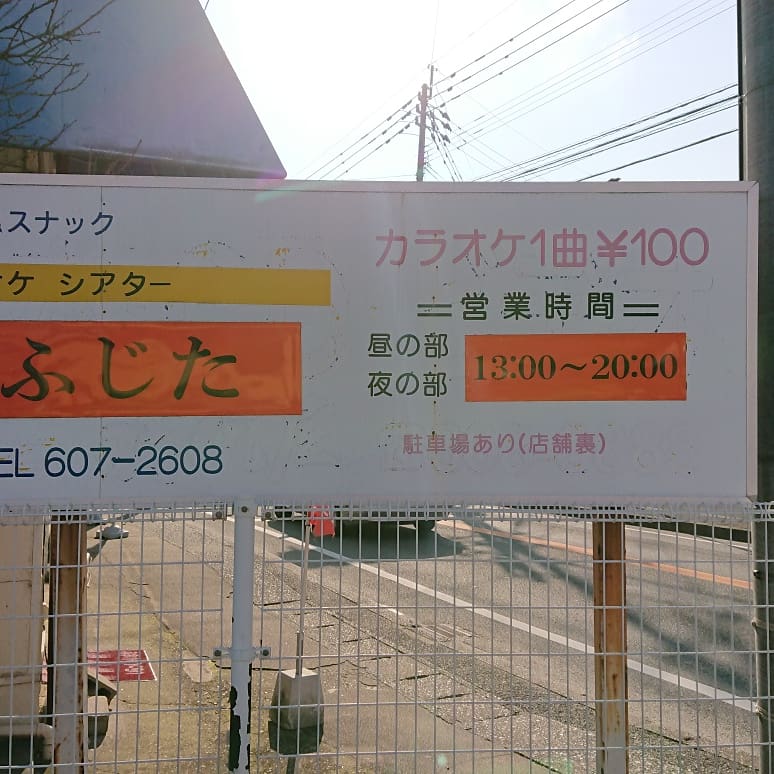 スナック
ケ シアター
ふじた
TEL 607-2608
カラオケ1曲¥100
=営業時間=
昼の部
夜の部
13:00~20:00
駐車場あり(店舗裏)